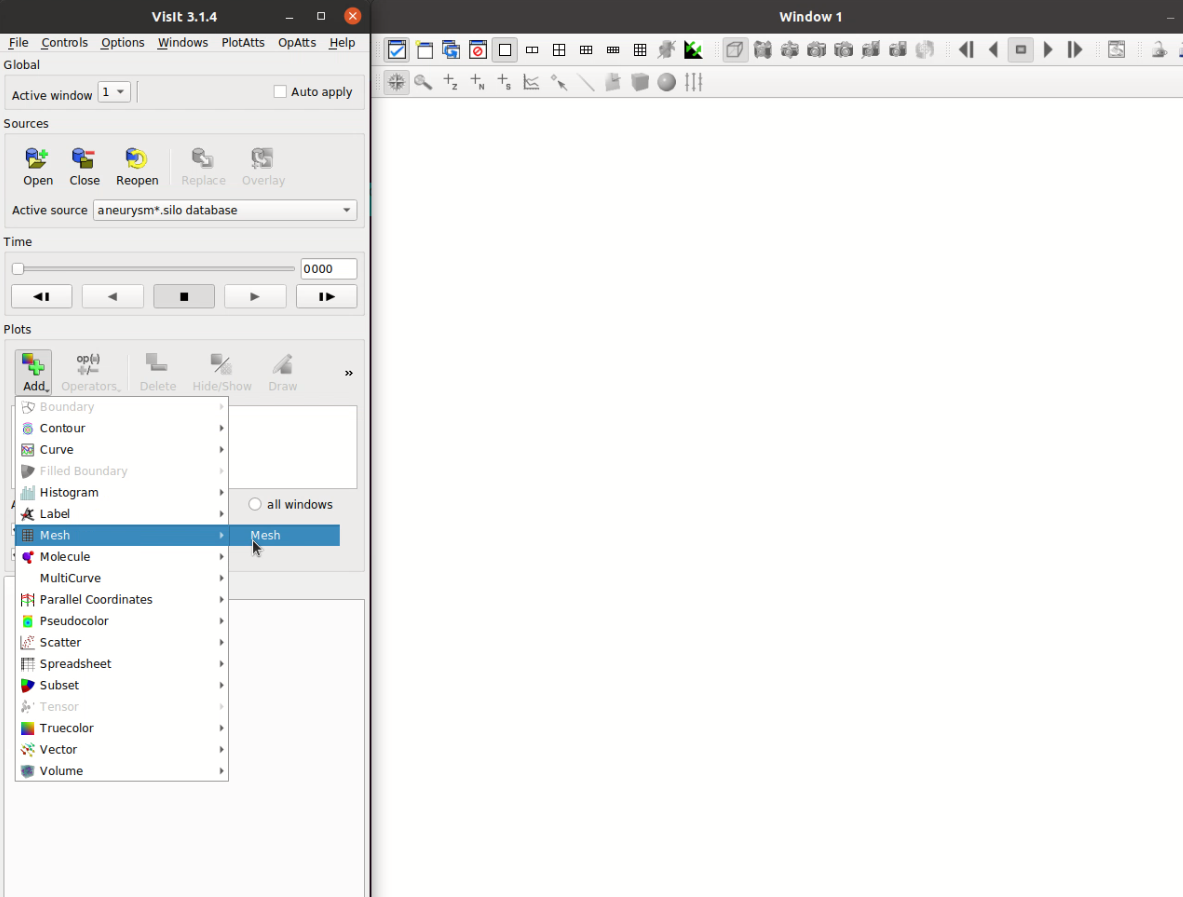 VisIt 3.1.4
Window 1
File Controls Options Windows PlotAtts OpAtts Help
Global
Active window 1 Auto apply
Sources
Open Close Reopen Replace Overlay
Active source aneurysm*.silo database
Time
0000
Plots
Add Operators Delete Hide/Show Draw »
Boundary
Contour
Curve
Filled Boundary
Histogram
all windows
Label
Mesh Mesh
Molecule
MultiCurve
Parallel Coordinates
Pseudocolor
Scatter
Spreadsheet
Subset
Tensor
Truecolor
Vector
Volume